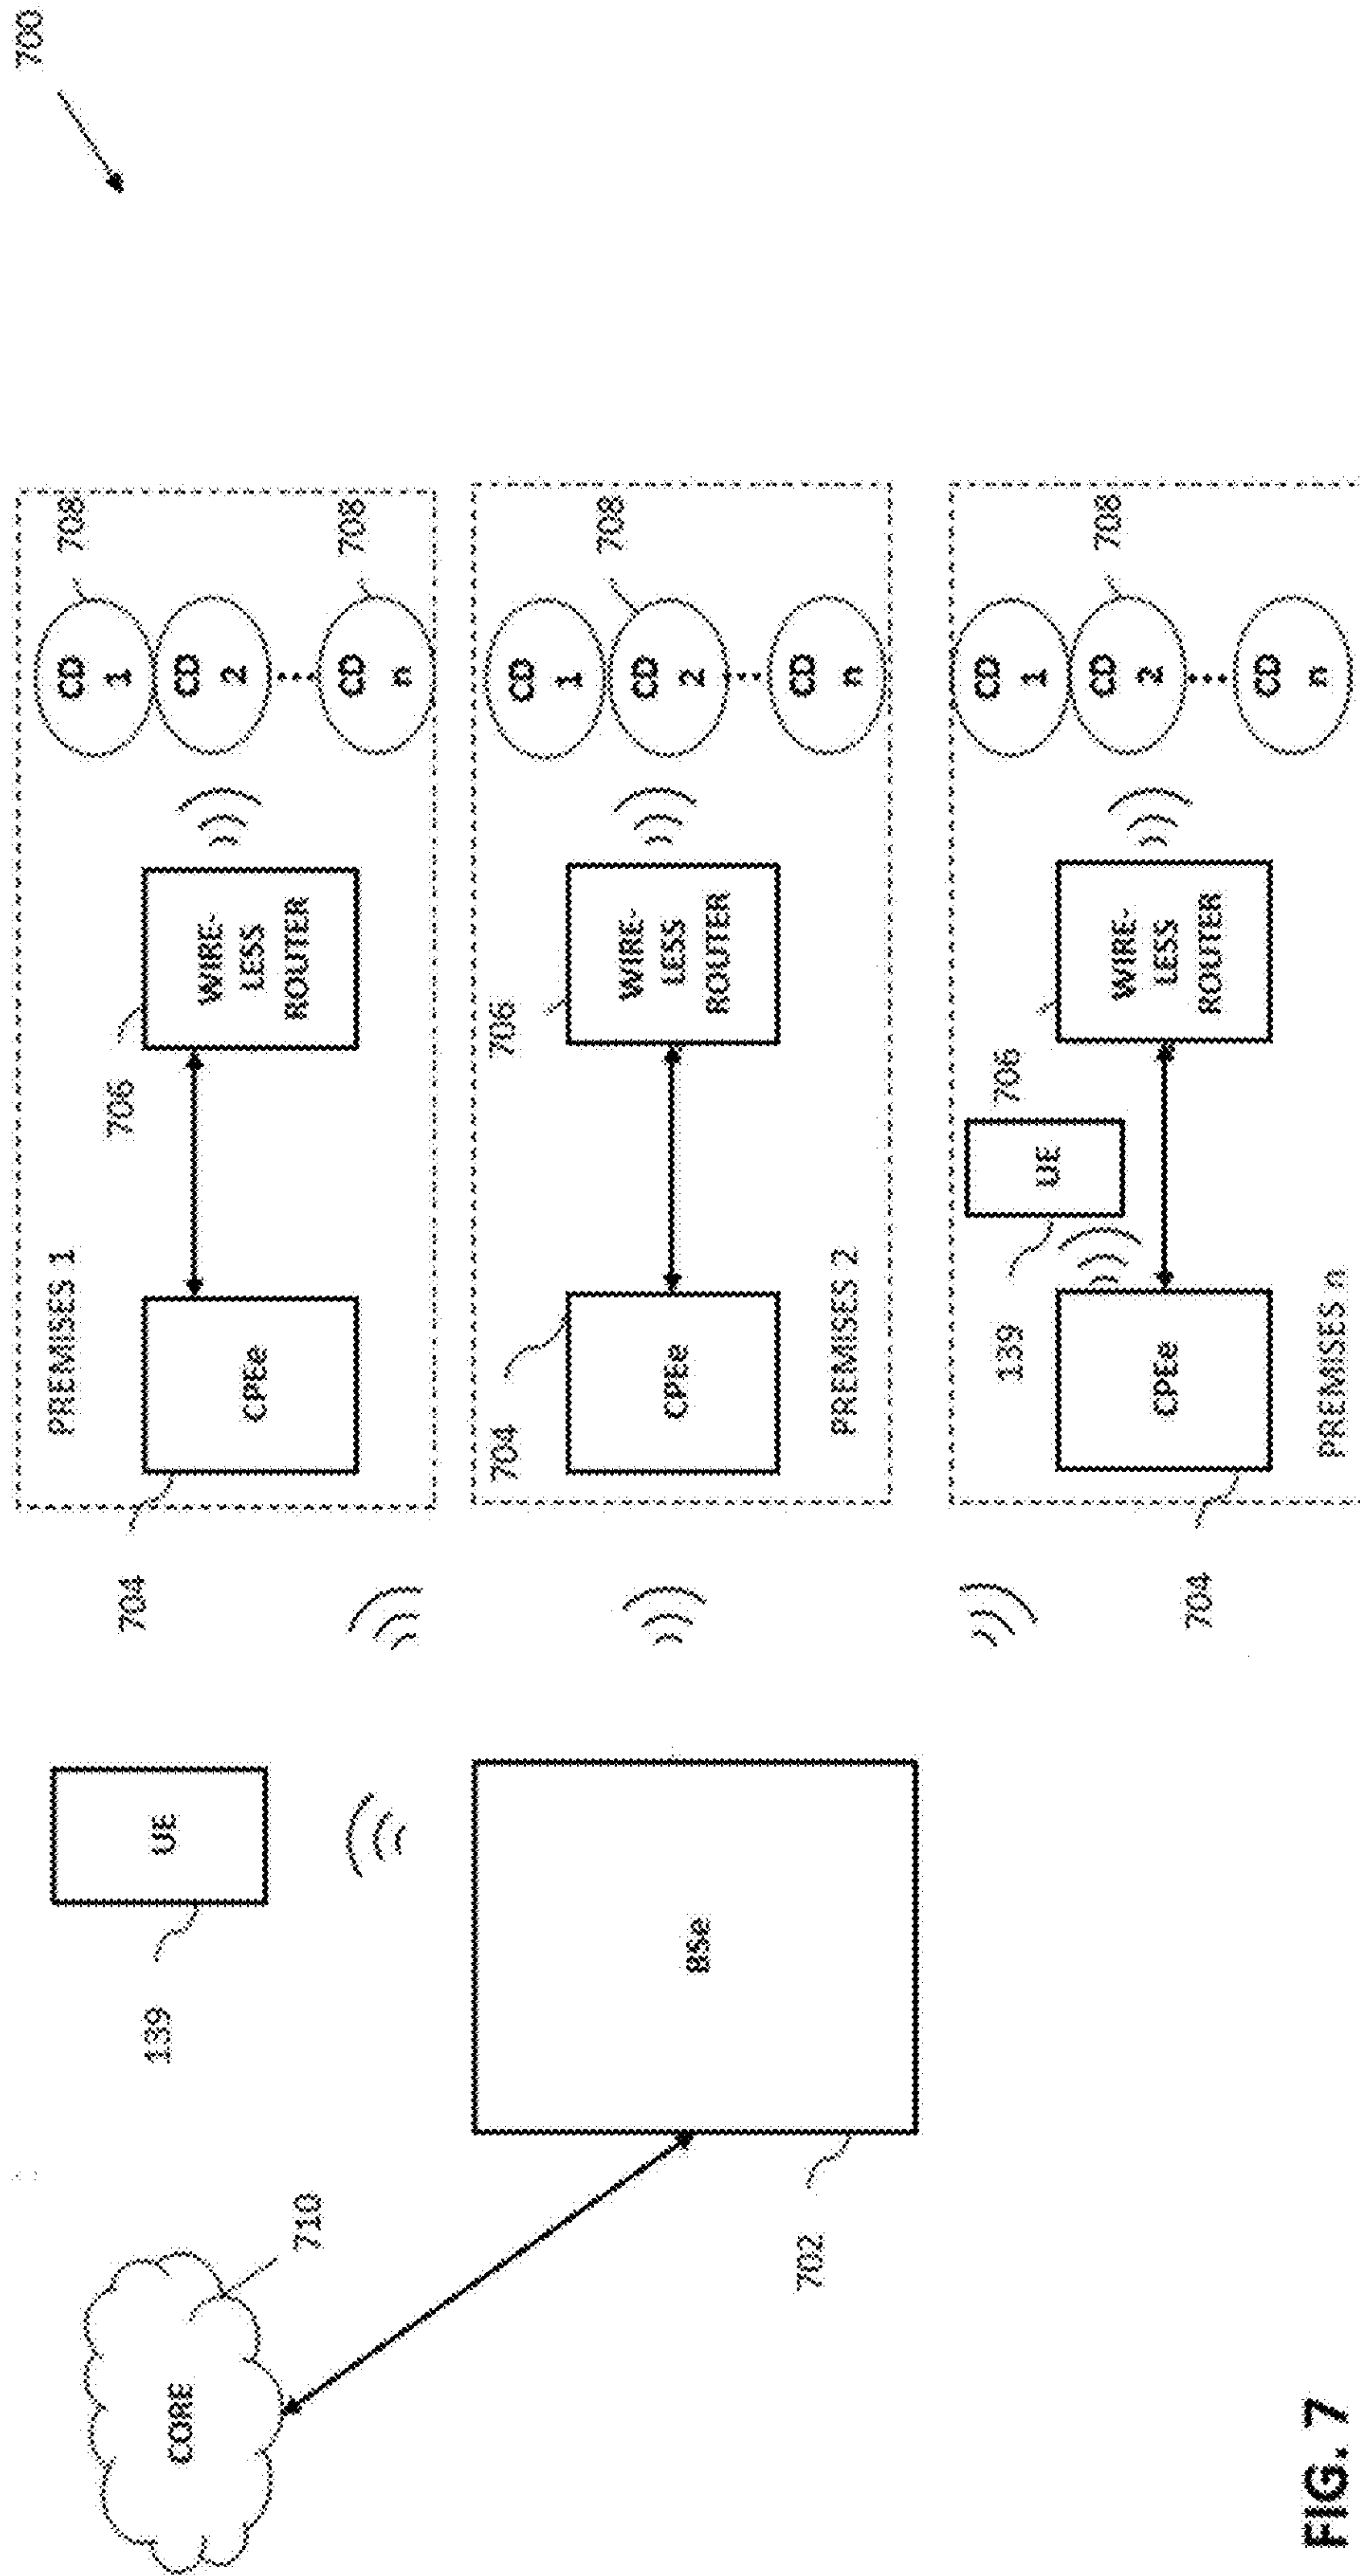 700
CORE
710
139
UE
BSe
702
PREMISES 1
704
CPEe
706
WIRE-
LESS
ROUTER
CD
1
CD
2
CD
n
708
708
704
CPEe
PREMISES 2
706
WIRE-
LESS
ROUTER
CD
1
CD
2
CD
n
708
139
UE
704
CPEe
PREMISES n
706
WIRE-
LESS
ROUTER
CD
1
CD
2
CD
n
708
FIG. 7